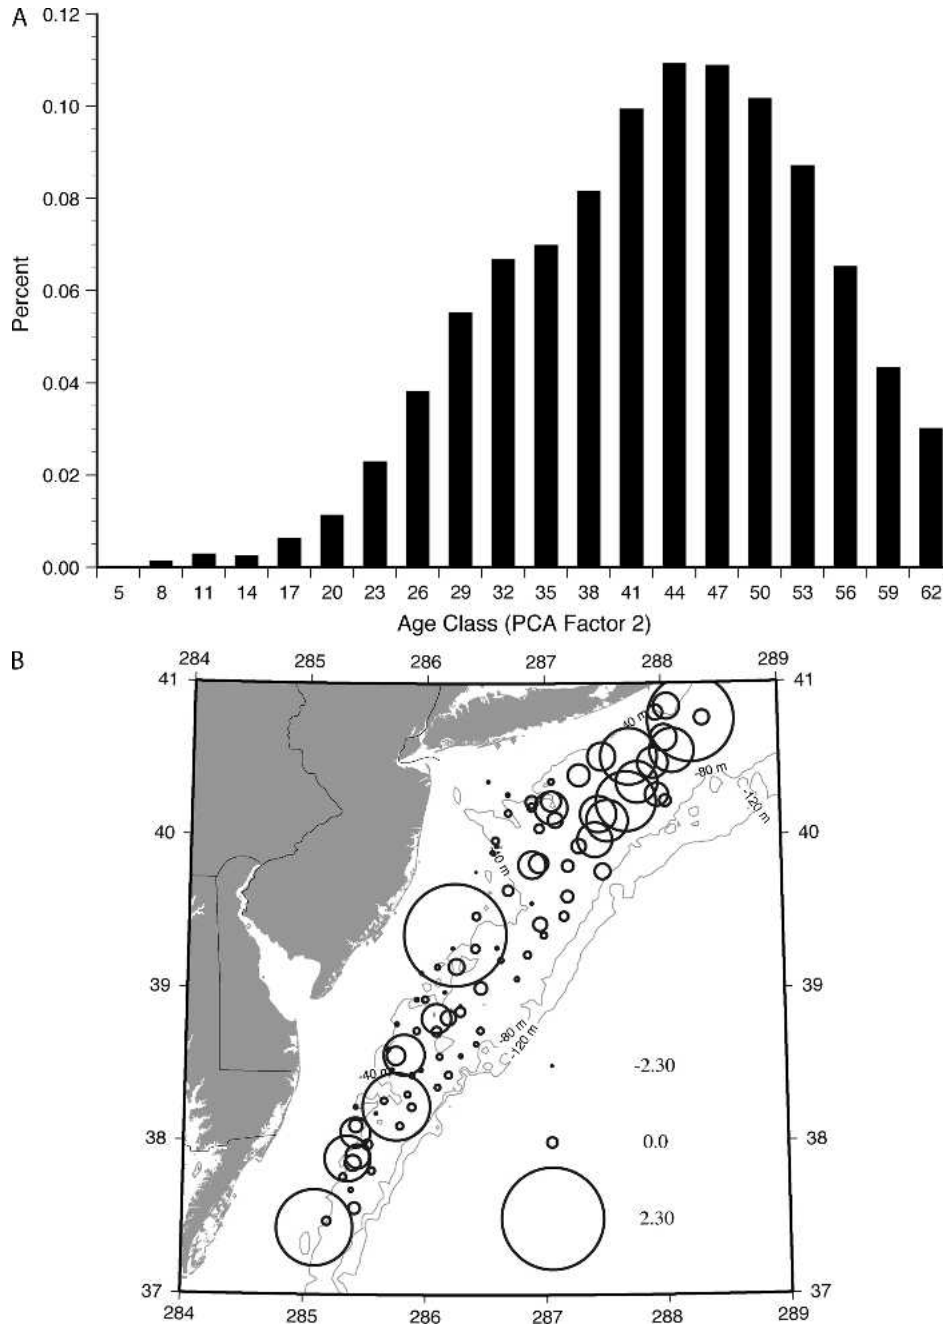 A
0.12
0.10
0.08
0.06
0.04
0.02
0.00
Percent
5 8 11 14 17 20 23 26 29 32 35 38 41 44 47 50 53 56 59 62
Age Class (PCA Factor 2)
B
284 285 286 287 288 289
41 41
-40 m
-80 m
-120 m
40 40
-40 m
39 39
-80 m
-120 m
-40 m
-2.30
38 0.0 38
2.30
37 37
284 285 286 287 288 289